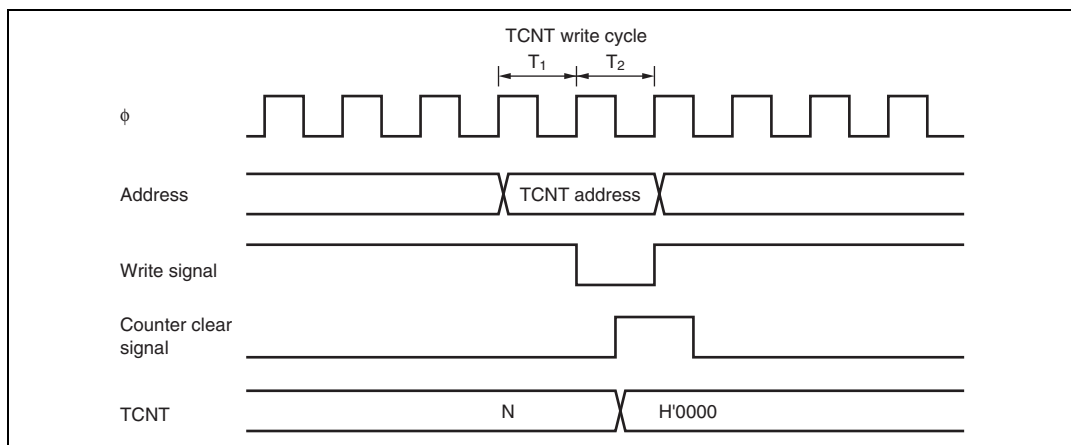 TCNT write cycle
T1 T2
ϕ
Address
TCNT address
Write signal
Counter clear
signal
TCNT
N
H'0000